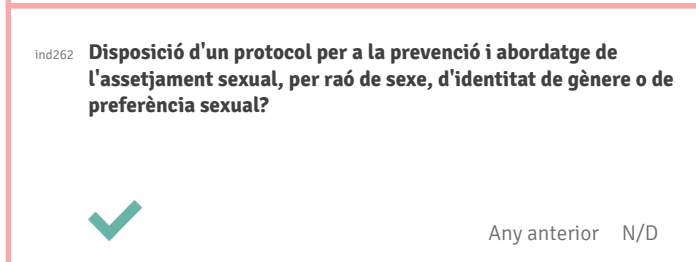 ind262 Disposició d'un protocol per a la prevenció i abordatge de
l'assetjament sexual, per raó de sexe, d'identitat de gènere o de
preferència sexual?
Any anterior N/D